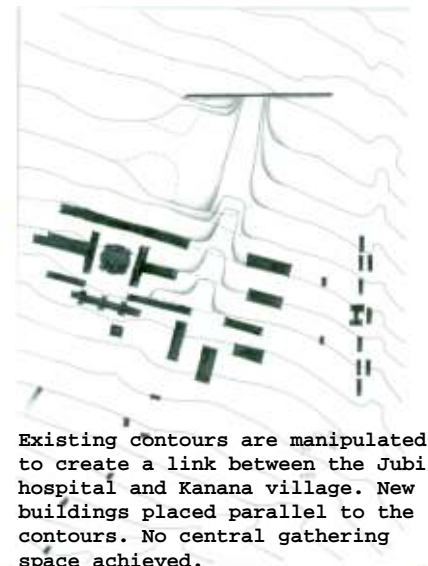 Existing contours are manipulated
to create a link between the Jubi
hospital and Kanana village. New
buildings placed parallel to the
contours. No central gathering
space achieved.